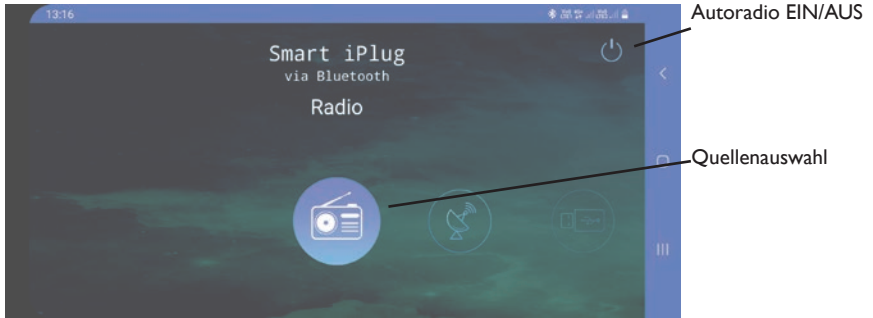 13:16
Autoradio EIN/AUS
Smart iPlug
via Bluetooth
Radio
Quellenauswahl